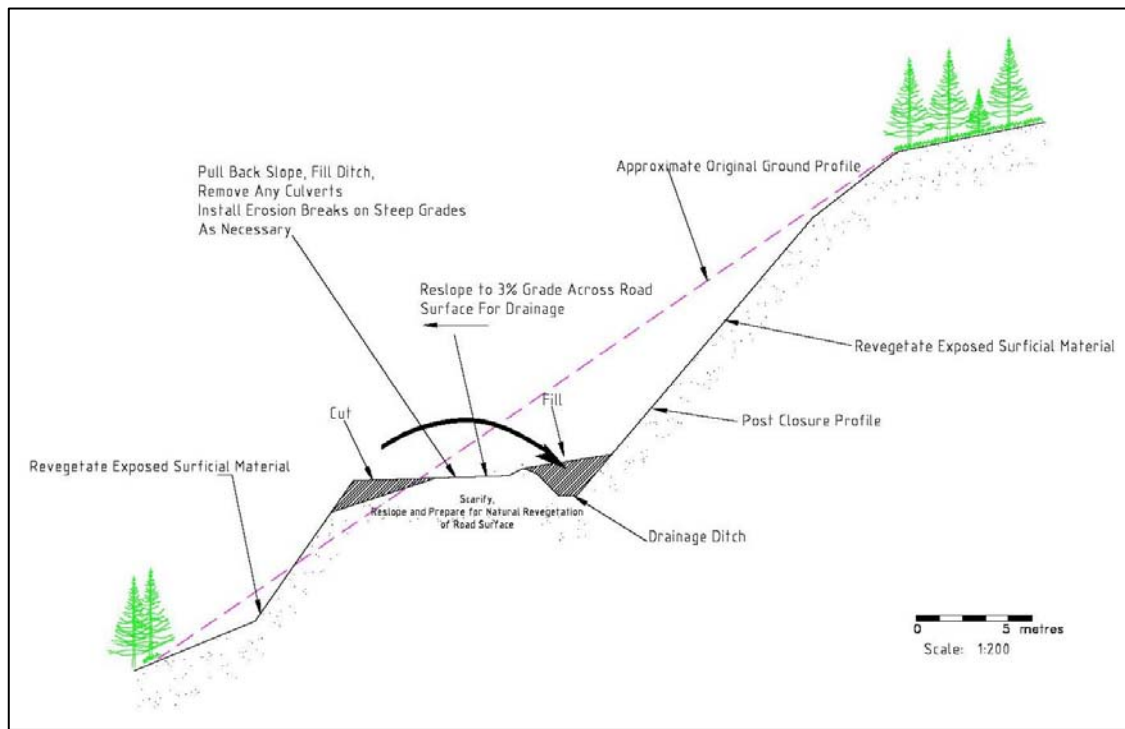 Pull Back Slope, Fill Ditch,
Remove Any Culverts
Install Erosion Breaks on Steep Grades
As Necessary
Approximate Original Ground Profile
Reslope to 3% Grade Across Road
Surface For Drainage
Revegetate Exposed Surficial Material
Cut
Fill
Post Closure Profile
Revegetate Exposed Surficial Material
Scarify,
Reslope and Prepare for Natural Revegetation
of Road Surface
Drainage Ditch
0 5 metres
Scale: 1:200